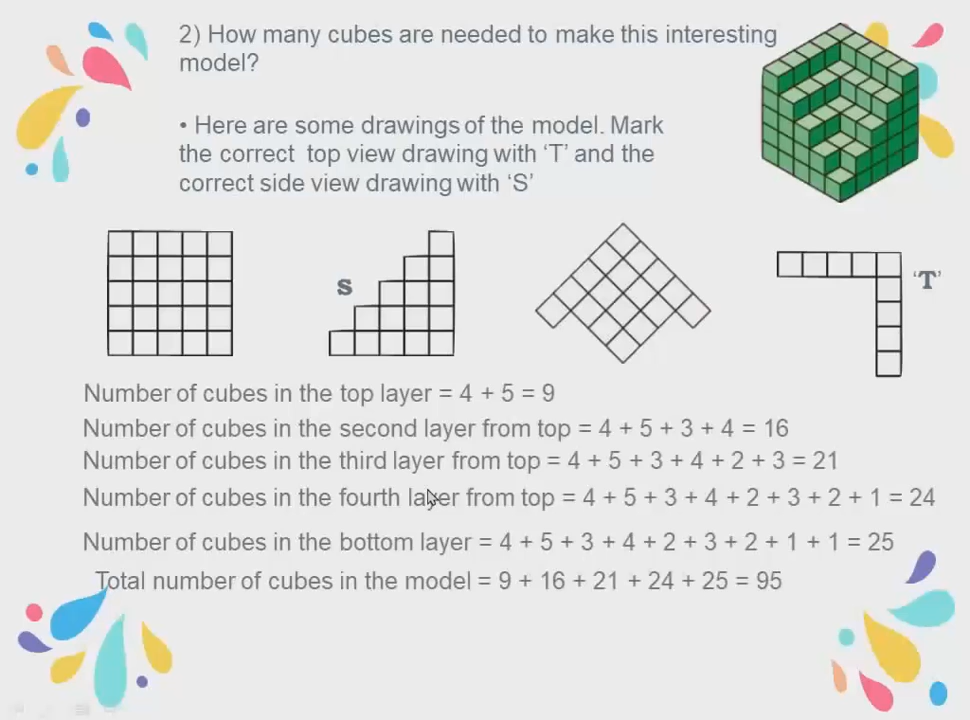 2) How many cubes are needed to make this interesting
model?
• Here are some drawings of the model. Mark
the correct top view drawing with ‘T’ and the
correct side view drawing with ‘S’
S
‘T’
Number of cubes in the top layer = 4 + 5 = 9
Number of cubes in the second layer from top = 4 + 5 + 3 + 4 = 16
Number of cubes in the third layer from top = 4 + 5 + 3 + 4 + 2 + 3 = 21
Number of cubes in the fourth layer from top = 4 + 5 + 3 + 4 + 2 + 3 + 2 + 1 = 24
Number of cubes in the bottom layer = 4 + 5 + 3 + 4 + 2 + 3 + 2 + 1 + 1 = 25
Total number of cubes in the model = 9 + 16 + 21 + 24 + 25 = 95